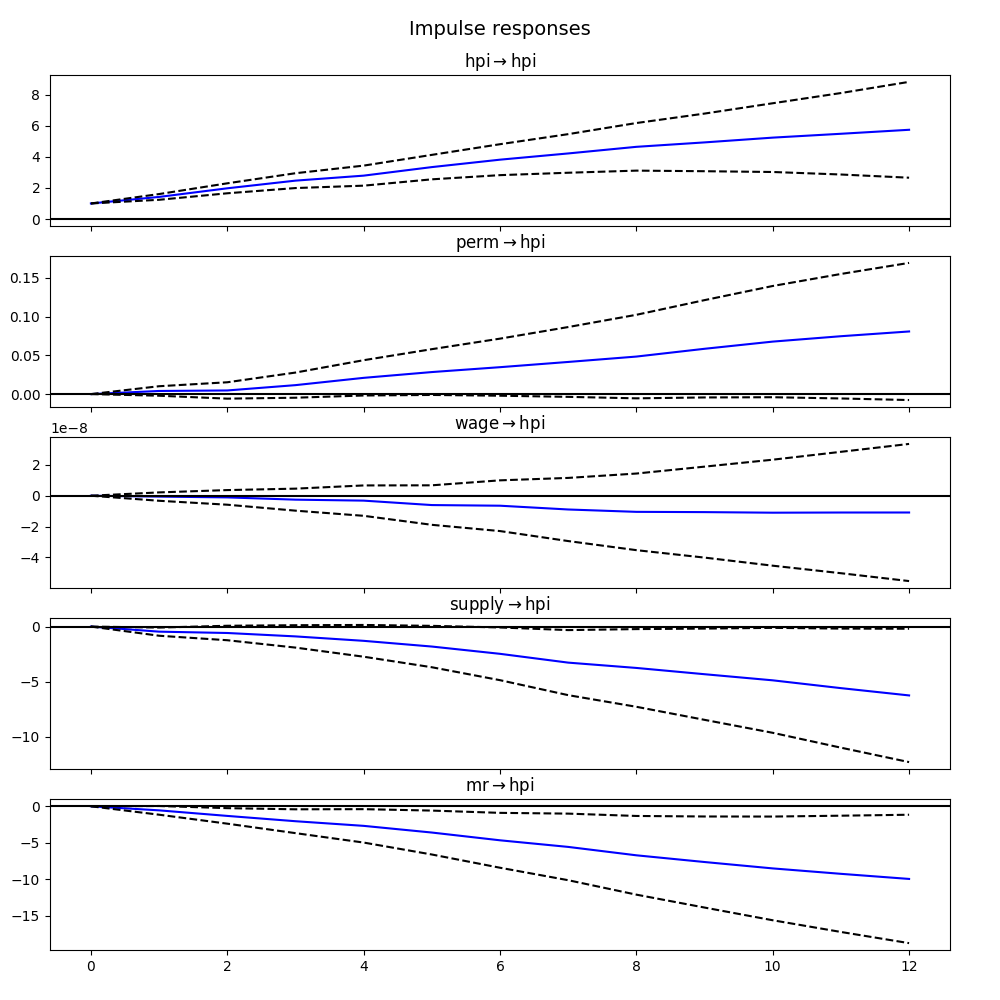 Impulse responses
hpi → hpi
8
6
4
2
0
perm → hpi
0.15
0.10
0.05
0.00
wage → hpi
1e−8
2
0
−2
−4
supply → hpi
0
−5
−10
mr → hpi
0
−5
−10
−15
0 2 4 6 8 10 12